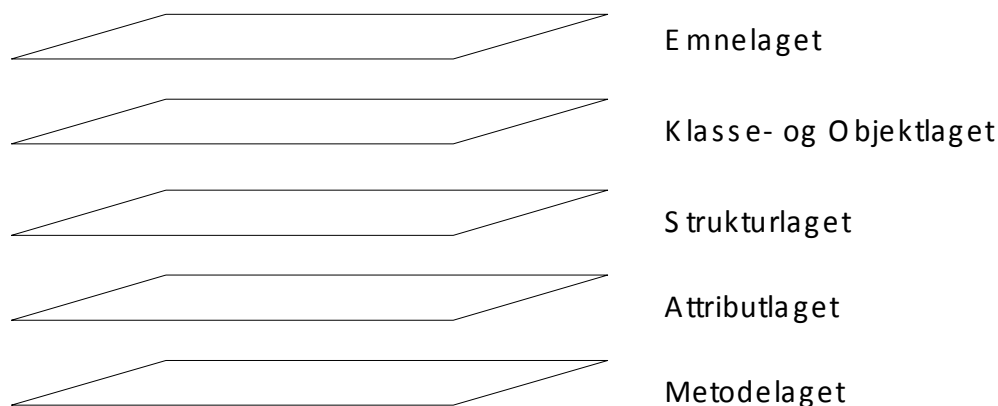 Emnelaget
Klasse- og Objektlaget
Strukturlaget
Attributlaget
Metodelaget